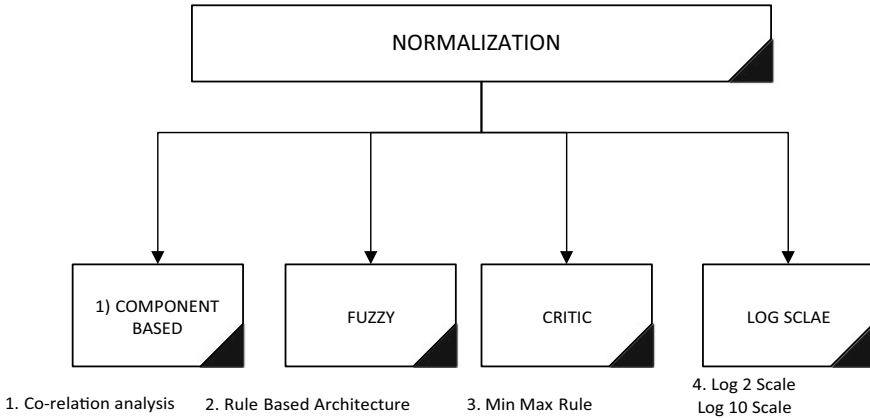 NORMALIZATION
1) COMPONENT
BASED
FUZZY
CRITIC
LOG SCLAE
1. Co-relation analysis
2. Rule Based Architecture
3. Min Max Rule
4. Log 2 Scale
Log 10 Scale